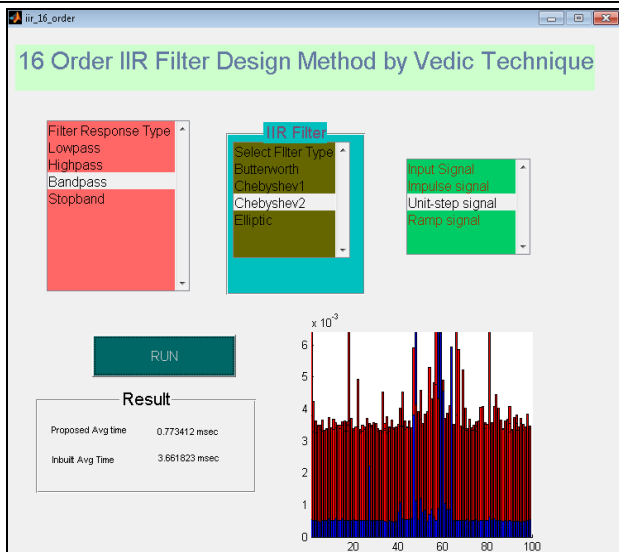 iir_16_order
16 Order IIR Filter Design Method by Vedic Technique
Filter Response Type
Lowpass
Highpass
Bandpass
Stopband
IIR Filter
Select FIlter Type
Butterworth
Chebyshev1
Chebyshev2
Elliptic
Input Signal
Impulse signal
Unit-step signal
Ramp signal
RUN
Result
Proposed Avg time 0.773412 msec
Inbuilt Avg Time 3.661823 msec
x 10^-3
6
5
4
3
2
1
0
20 40 60 80 100